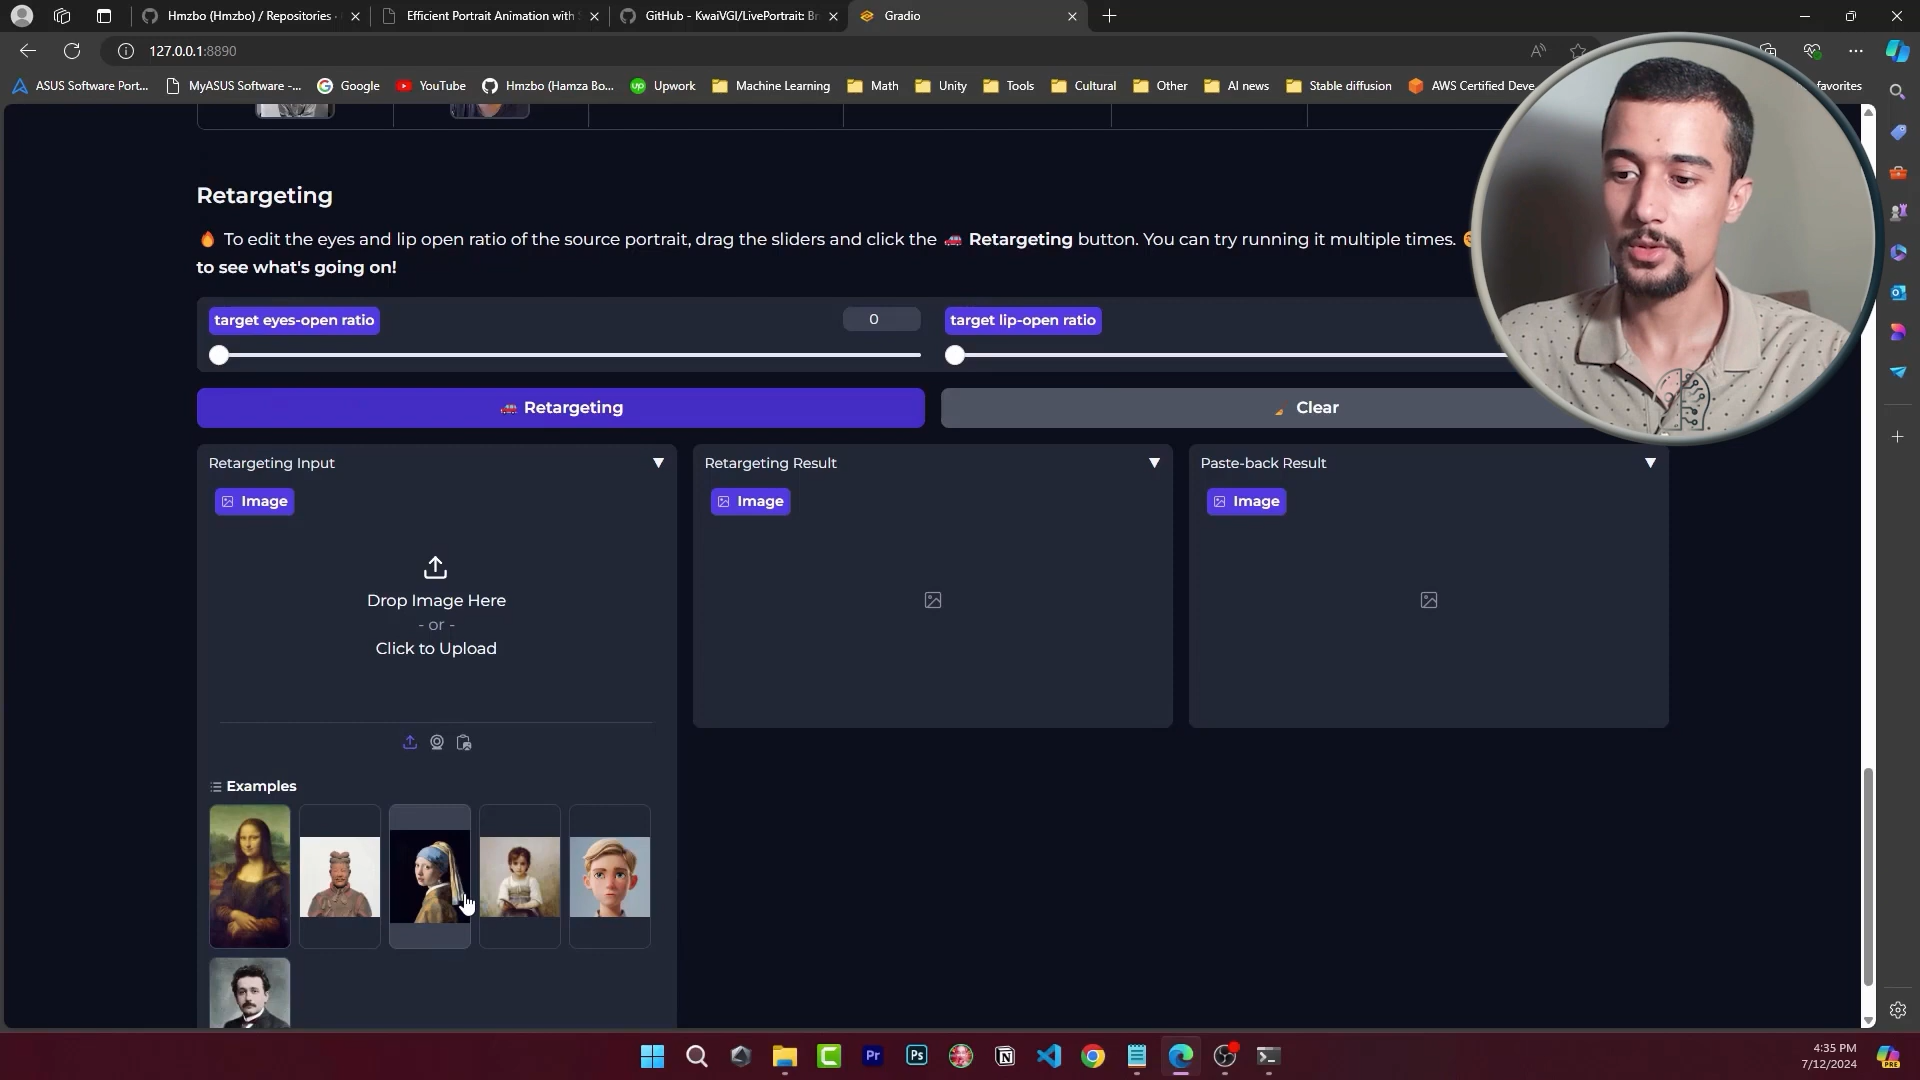 Hmzbo (Hmzbo) / Repositories ·
Efficient Portrait Animation with
GitHub - KwaiVGI/LivePortrait: Br
Gradio
127.0.0.1:8890
ASUS Software Port...
MyASUS Software -...
Google
YouTube
Hmzbo (Hamza Bo...
Upwork
Machine Learning
Math
Unity
Tools
Cultural
Other
AI news
Stable diffusion
AWS Certified Deve
favorites
Retargeting
🔥 To edit the eyes and lip open ratio of the source portrait, drag the sliders and click the 🚗 Retargeting button. You can try running it multiple times.
to see what's going on!
target eyes-open ratio
0
target lip-open ratio
🚗 Retargeting
Clear
Retargeting Input
Retargeting Result
Paste-back Result
Image
Image
Image
Drop Image Here
- or -
Click to Upload
Examples
Pr
Ps
4:35 PM
7/12/2024
PRE